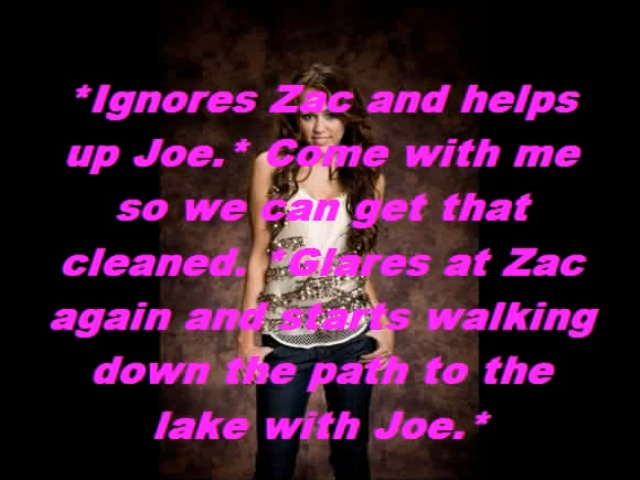 *Ignores Zac and helps
up Joe.* Come with me
so we can get that
cleaned. *Glares at Zac
again and starts walking
down the path to the
lake with Joe.*